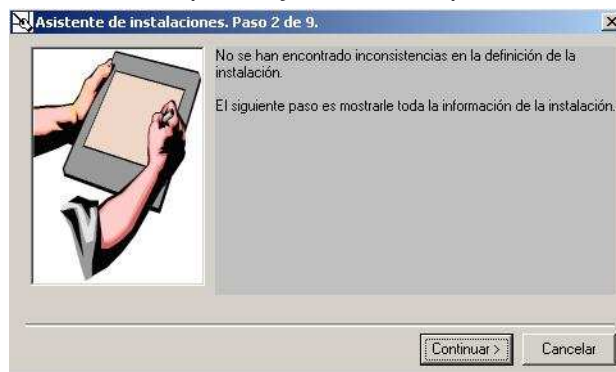 Asistente de instalaciones. Paso 2 de 9.
No se han encontrado inconsistencias en la definición de la
instalación.
El siguiente paso es mostrarle toda la información de la instalación.
Continuar >
Cancelar